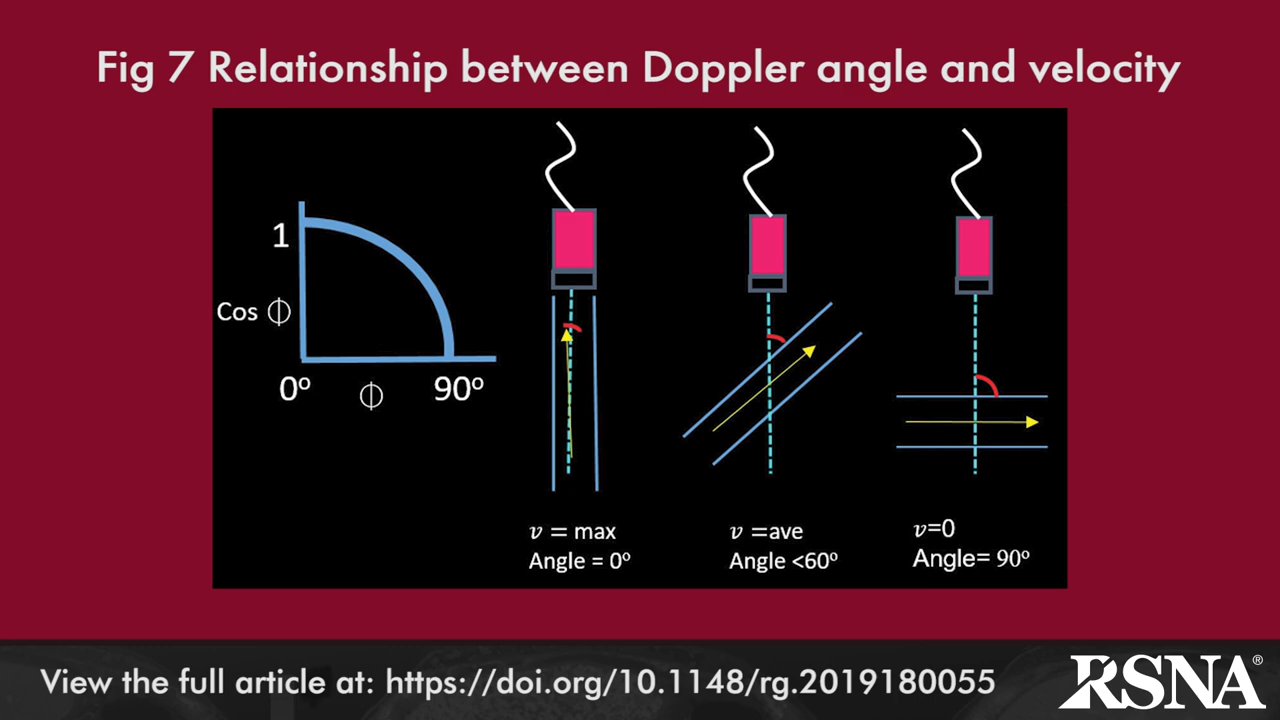 Fig 7 Relationship between Doppler angle and velocity
1
Cos ⏀
0º
⏀
90º
v = max
Angle = 0º
v =ave
Angle <60º
v=0
Angle= 90º
View the full article at: https://doi.org/10.1148/rg.2019180055
RSNA®